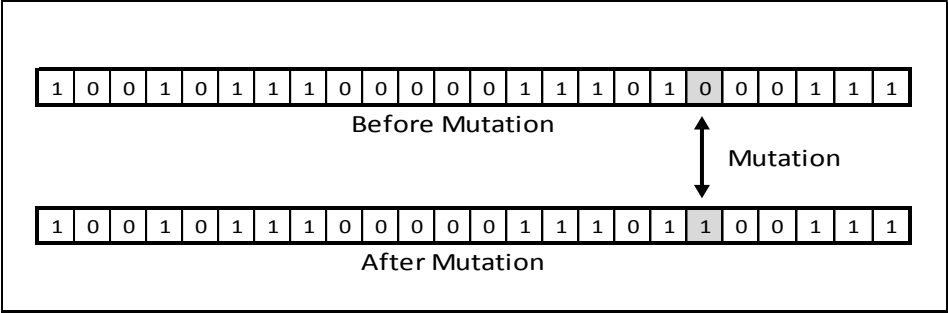 1 0 0 1 0 1 1 1 0 0 0 0 0 1 1 1 0 1 0 0 0 1 1 1
Before Mutation
Mutation
1 0 0 1 0 1 1 1 0 0 0 0 0 1 1 1 0 1 1 0 0 1 1 1
After Mutation